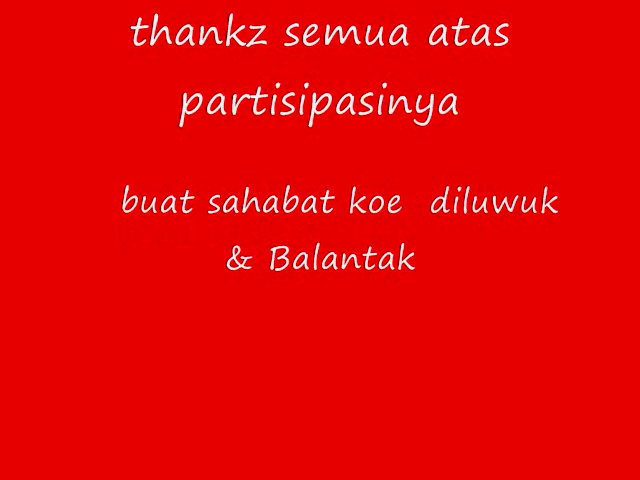 thankz semua atas
partisipasinya
buat sahabat koe diluwuk
& Balantak